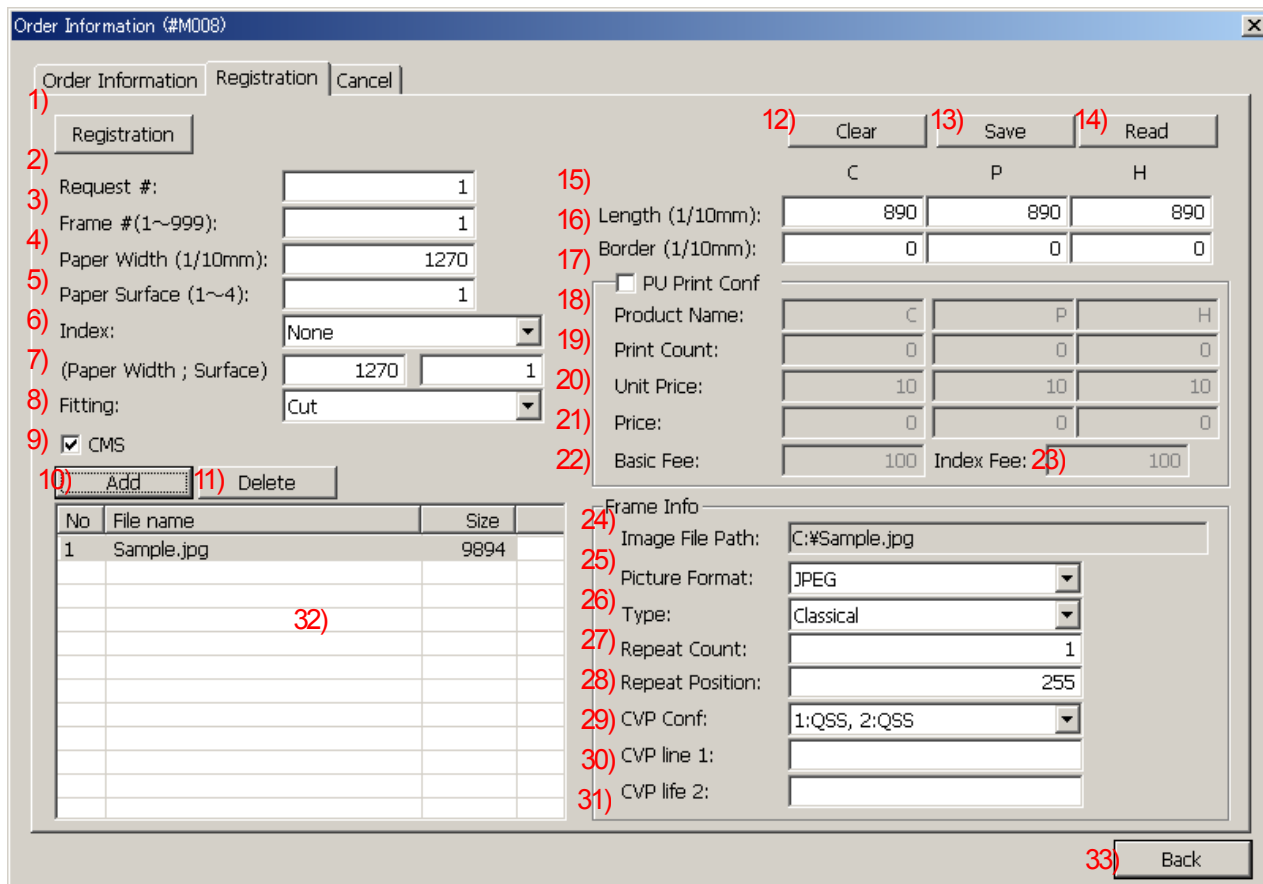 Order Information (#M008)
Order Information Registration Cancel
1)
Registration
12) Clear 13) Save 14) Read
2) Request #: 1
3) Frame #(1～999): 1
4) Paper Width (1/10mm): 1270
5) Paper Surface (1～4): 1
6) Index: None
7) (Paper Width ; Surface) 1270 1
8) Fitting: Cut
9) CMS
10) Add 11) Delete
No File name Size
1 Sample.jpg 9894
32)
C P H
15)
16) Length (1/10mm): 890 890 890
17) Border (1/10mm): 0 0 0
PU Print Conf
18) Product Name: C P H
19) Print Count: 0 0 0
20) Unit Price: 10 10 10
21) Price: 0 0 0
22) Basic Fee: 100 Index Fee: 23) 100
Frame Info
24) Image File Path: C:¥Sample.jpg
25) Picture Format: JPEG
26) Type: Classical
27) Repeat Count: 1
28) Repeat Position: 255
29) CVP Conf: 1:QSS, 2:QSS
30) CVP line 1:
31) CVP life 2:
33) Back